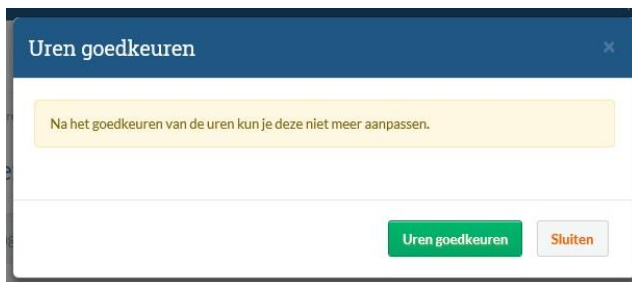 Uren goedkeuren
Na het goedkeuren van de uren kun je deze niet meer aanpassen.
Uren goedkeuren
Sluiten